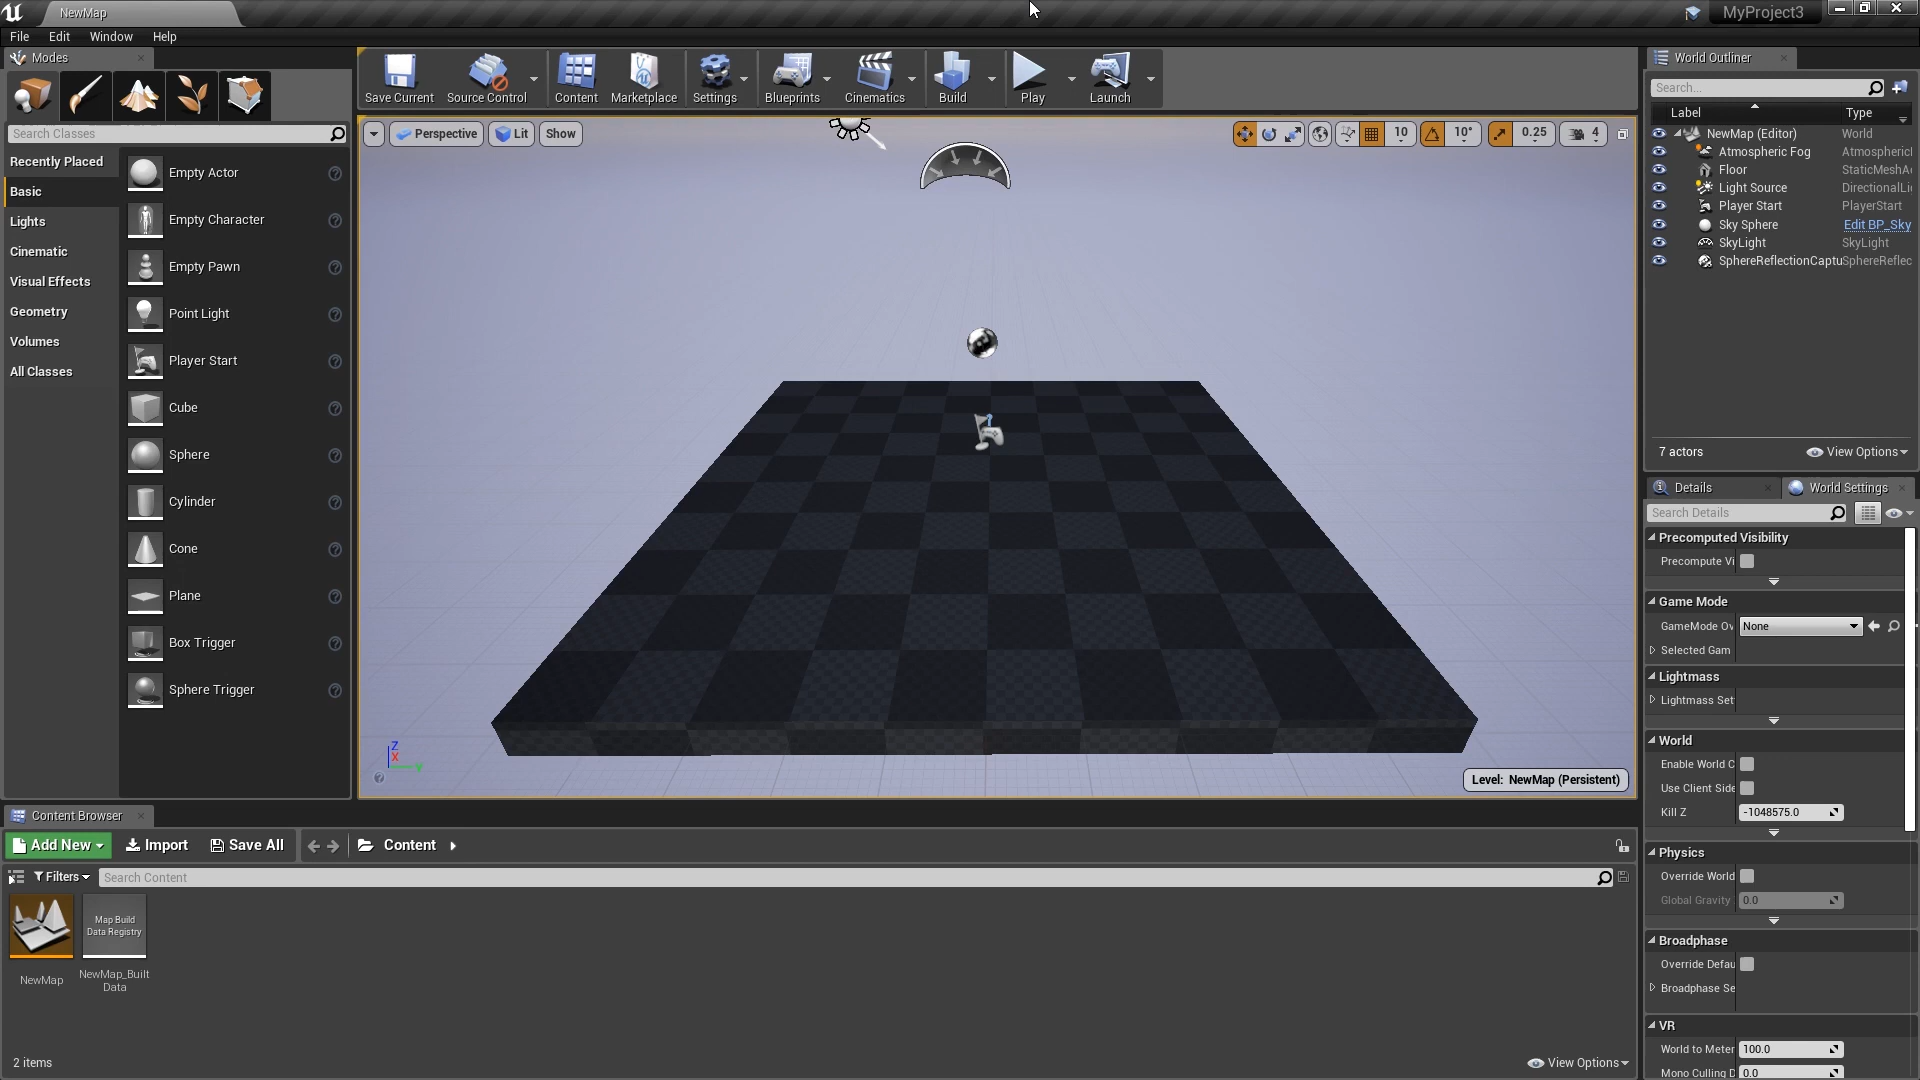 NewMap
MyProject3
File Edit Window Help
Modes
Search Classes
Recently Placed
Basic
Lights
Cinematic
Visual Effects
Geometry
Volumes
All Classes
Empty Actor
Empty Character
Empty Pawn
Point Light
Player Start
Cube
Sphere
Cylinder
Cone
Plane
Box Trigger
Sphere Trigger
Save Current Source Control Content Marketplace Settings Blueprints Cinematics Build Play Launch
Perspective Lit Show
10 10° 0.25 4
Z
X
Y
Level: NewMap (Persistent)
World Outliner
Search...
Label Type
NewMap (Editor) World
Atmospheric Fog Atmospheric
Floor StaticMeshA
Light Source DirectionalLi
Player Start PlayerStart
Sky Sphere Edit BP_Sky
SkyLight SkyLight
SphereReflectionCaptu SphereReflec
7 actors View Options
Details World Settings
Search Details
Precomputed Visibility
Precompute Vi
Game Mode
GameMode Ov None
Selected Gam
Lightmass
Lightmass Set
World
Enable World C
Use Client Side
Kill Z -1048575.0
Physics
Override World
Global Gravity 0.0
Broadphase
Override Defau
Broadphase Se
VR
World to Meter 100.0
Mono Culling D 0.0
Content Browser
Add New Import Save All Content
Filters Search Content
Map Build
Data Registry
NewMap
NewMap_Built
Data
2 items View Options